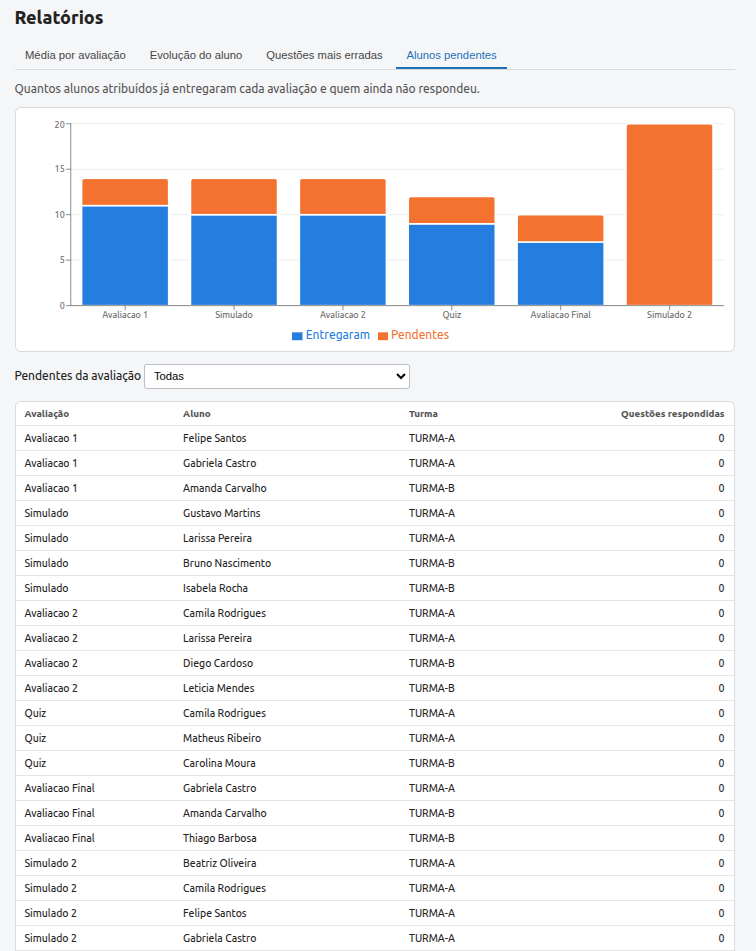 Relatórios
Média por avaliação Evolução do aluno Questões mais erradas Alunos pendentes
Quantos alunos atribuídos já entregaram cada avaliação e quem ainda não respondeu.
20
15
10
5
0
Avaliacao 1 Simulado Avaliacao 2 Quiz Avaliacao Final Simulado 2
Entregaram Pendentes
Pendentes da avaliação Todas
Avaliação Aluno Turma Questões respondidas
Avaliacao 1 Felipe Santos TURMA-A 0
Avaliacao 1 Gabriela Castro TURMA-A 0
Avaliacao 1 Amanda Carvalho TURMA-B 0
Simulado Gustavo Martins TURMA-A 0
Simulado Larissa Pereira TURMA-A 0
Simulado Bruno Nascimento TURMA-B 0
Simulado Isabela Rocha TURMA-B 0
Avaliacao 2 Camila Rodrigues TURMA-A 0
Avaliacao 2 Larissa Pereira TURMA-A 0
Avaliacao 2 Diego Cardoso TURMA-B 0
Avaliacao 2 Leticia Mendes TURMA-B 0
Quiz Camila Rodrigues TURMA-A 0
Quiz Matheus Ribeiro TURMA-A 0
Quiz Carolina Moura TURMA-B 0
Avaliacao Final Gabriela Castro TURMA-A 0
Avaliacao Final Amanda Carvalho TURMA-B 0
Avaliacao Final Thiago Barbosa TURMA-B 0
Simulado 2 Beatriz Oliveira TURMA-A 0
Simulado 2 Camila Rodrigues TURMA-A 0
Simulado 2 Felipe Santos TURMA-A 0
Simulado 2 Gabriela Castro TURMA-A 0